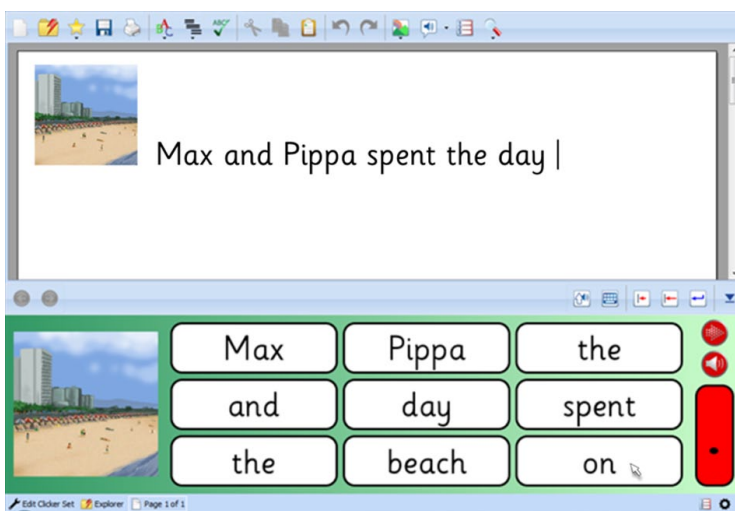 ABC
Max and Pippa spent the day
Max Pippa the
and day spent
the beach on
.
Edit Clicker Set Explorer Page 1 of 1